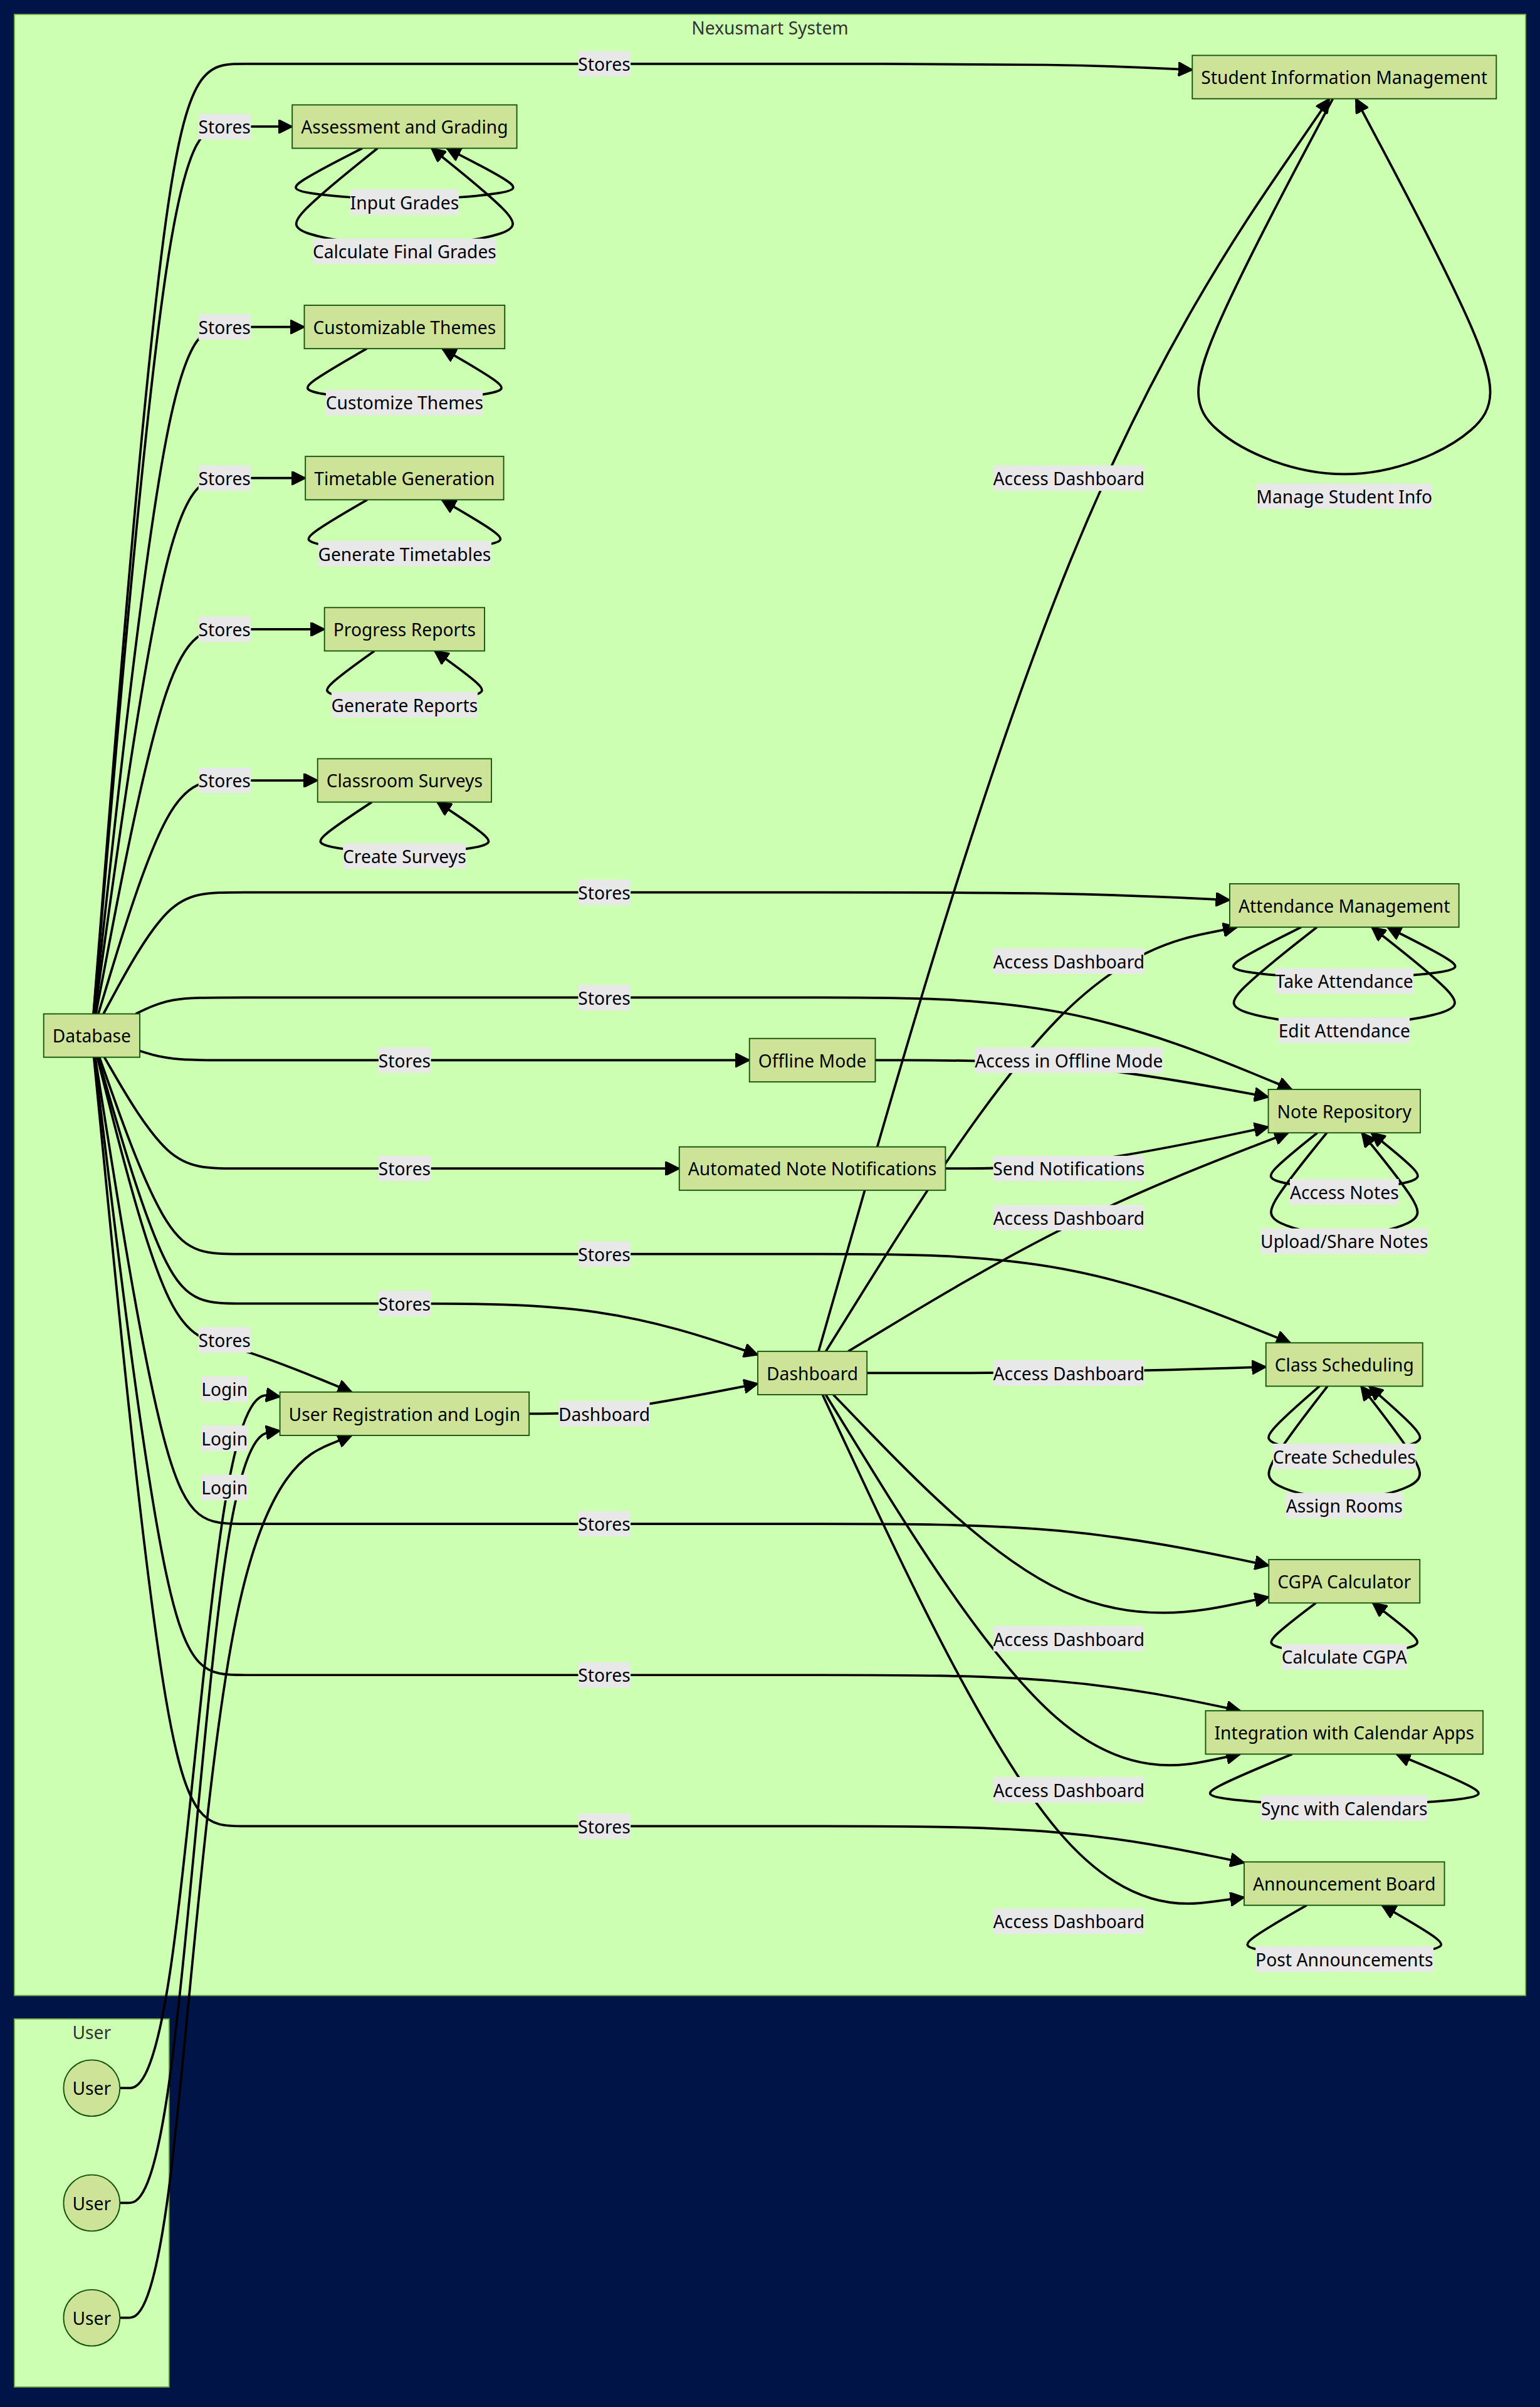 Nexusmart System
Stores
Student Information Management
Stores
Assessment and Grading
Input Grades
Calculate Final Grades
Stores
Customizable Themes
Customize Themes
Stores
Timetable Generation
Access Dashboard
Manage Student Info
Generate Timetables
Stores
Progress Reports
Generate Reports
Stores
Classroom Surveys
Create Surveys
Stores
Attendance Management
Access Dashboard
Take Attendance
Stores
Edit Attendance
Database
Stores
Offline Mode
Access in Offline Mode
Note Repository
Stores
Automated Note Notifications
Send Notifications
Access Notes
Access Dashboard
Upload/Share Notes
Stores
Stores
Stores
Class Scheduling
Dashboard
Access Dashboard
Login
User Registration and Login
Dashboard
Login
Create Schedules
Login
Assign Rooms
Stores
CGPA Calculator
Access Dashboard
Calculate CGPA
Stores
Integration with Calendar Apps
Access Dashboard
Sync with Calendars
Stores
Announcement Board
Access Dashboard
Post Announcements
User
User
User
User